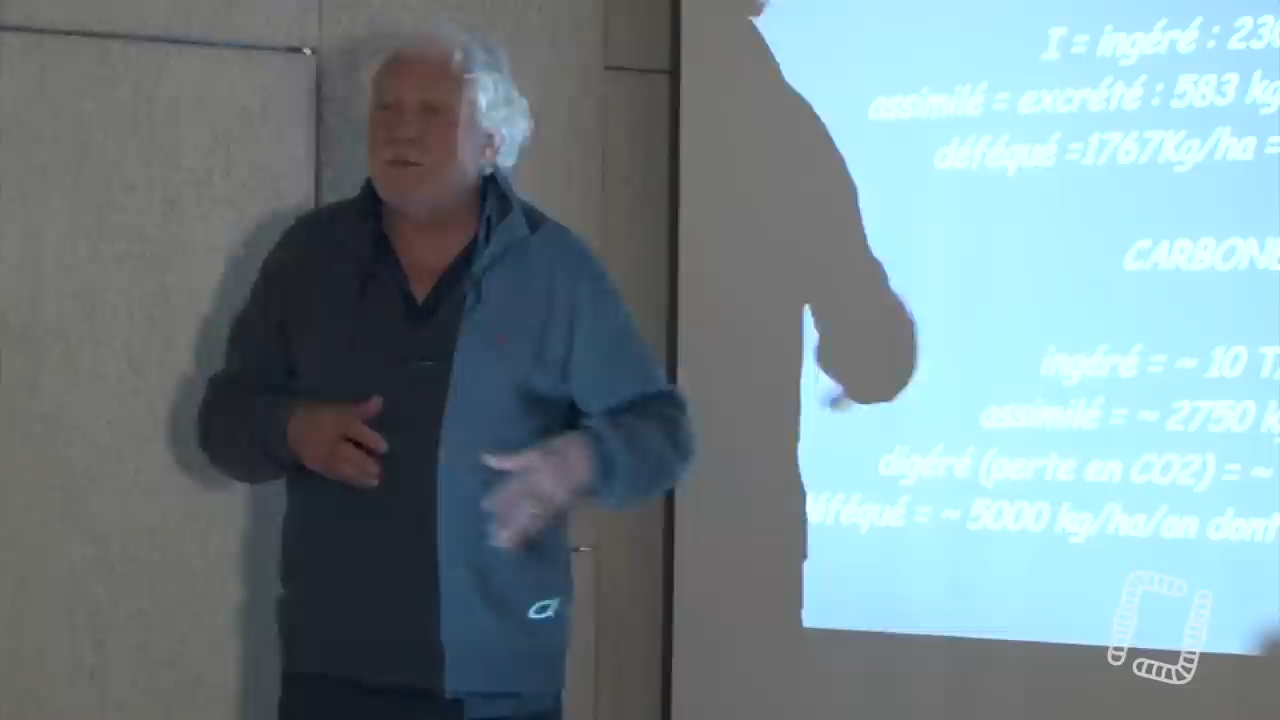 I = ingéré : 230
assimilé = excrété : 583 kg
déféqué =1767Kg/ha =
CARBONE
ingéré = ~ 10 T
assimilé = ~ 2750 k
digéré (perte en CO2) = ~
déféqué = ~ 5000 kg/ha/an dont